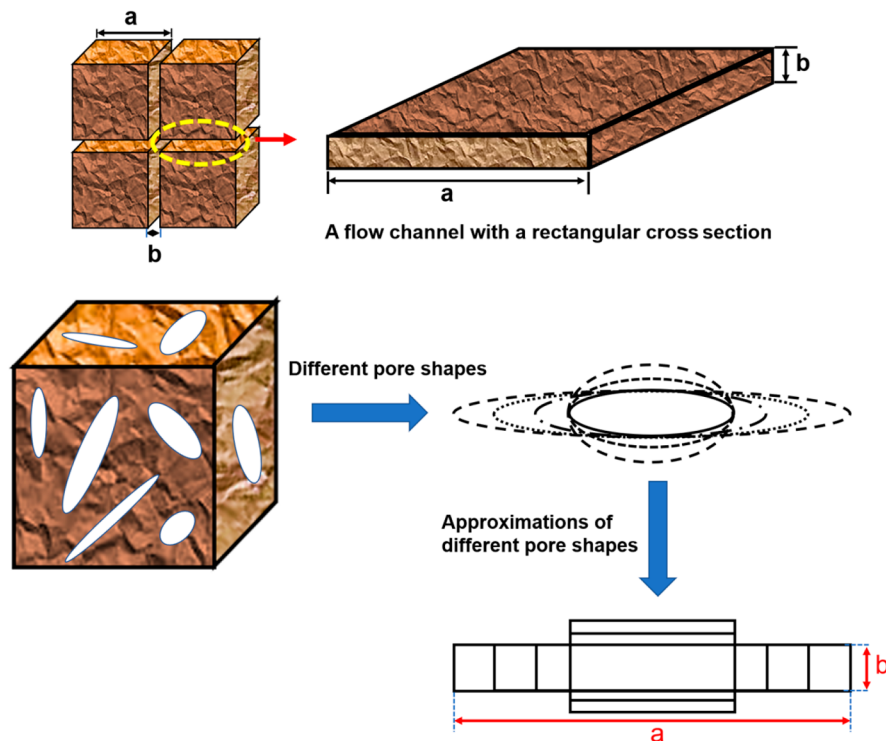 a
b
a
b
A flow channel with a rectangular cross section
Different pore shapes
Approximations of
different pore shapes
b
a